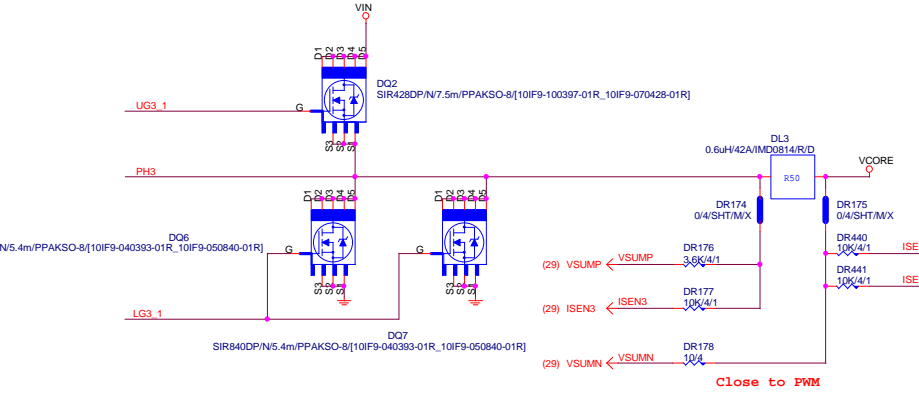 VIN
D1 D2 D3 D4 D5
DQ2
SIR428DP/N/7.5m/PPAKSO-8/[10IF9-100397-01R_10IF9-070428-01R]
UG3_1
G
S3 S2 S1
DL3
0.6uH/42A/IMD0814/R/D
VCORE
PH3
R50
D1 D2 D3 D4 D5
D1 D2 D3 D4 D5
DR174
0/4/SHT/M/X
DR175
0/4/SHT/M/X
DQ6
N/5.4m/PPAKSO-8/[10IF9-040393-01R_10IF9-050840-01R]
G
G
DR440
10K/4/1
ISE
DR176
3.6K/4/1
(29) VSUMP
VSUMP
DR441
10K/4/1
ISE
S3 S2 S1
S3 S2 S1
DR177
10K/4/1
(29) ISEN3
ISEN3
LG3_1
DQ7
SIR840DP/N/5.4m/PPAKSO-8/[10IF9-040393-01R_10IF9-050840-01R]
DR178
10/4
(29) VSUMN
VSUMN
Close to PWM